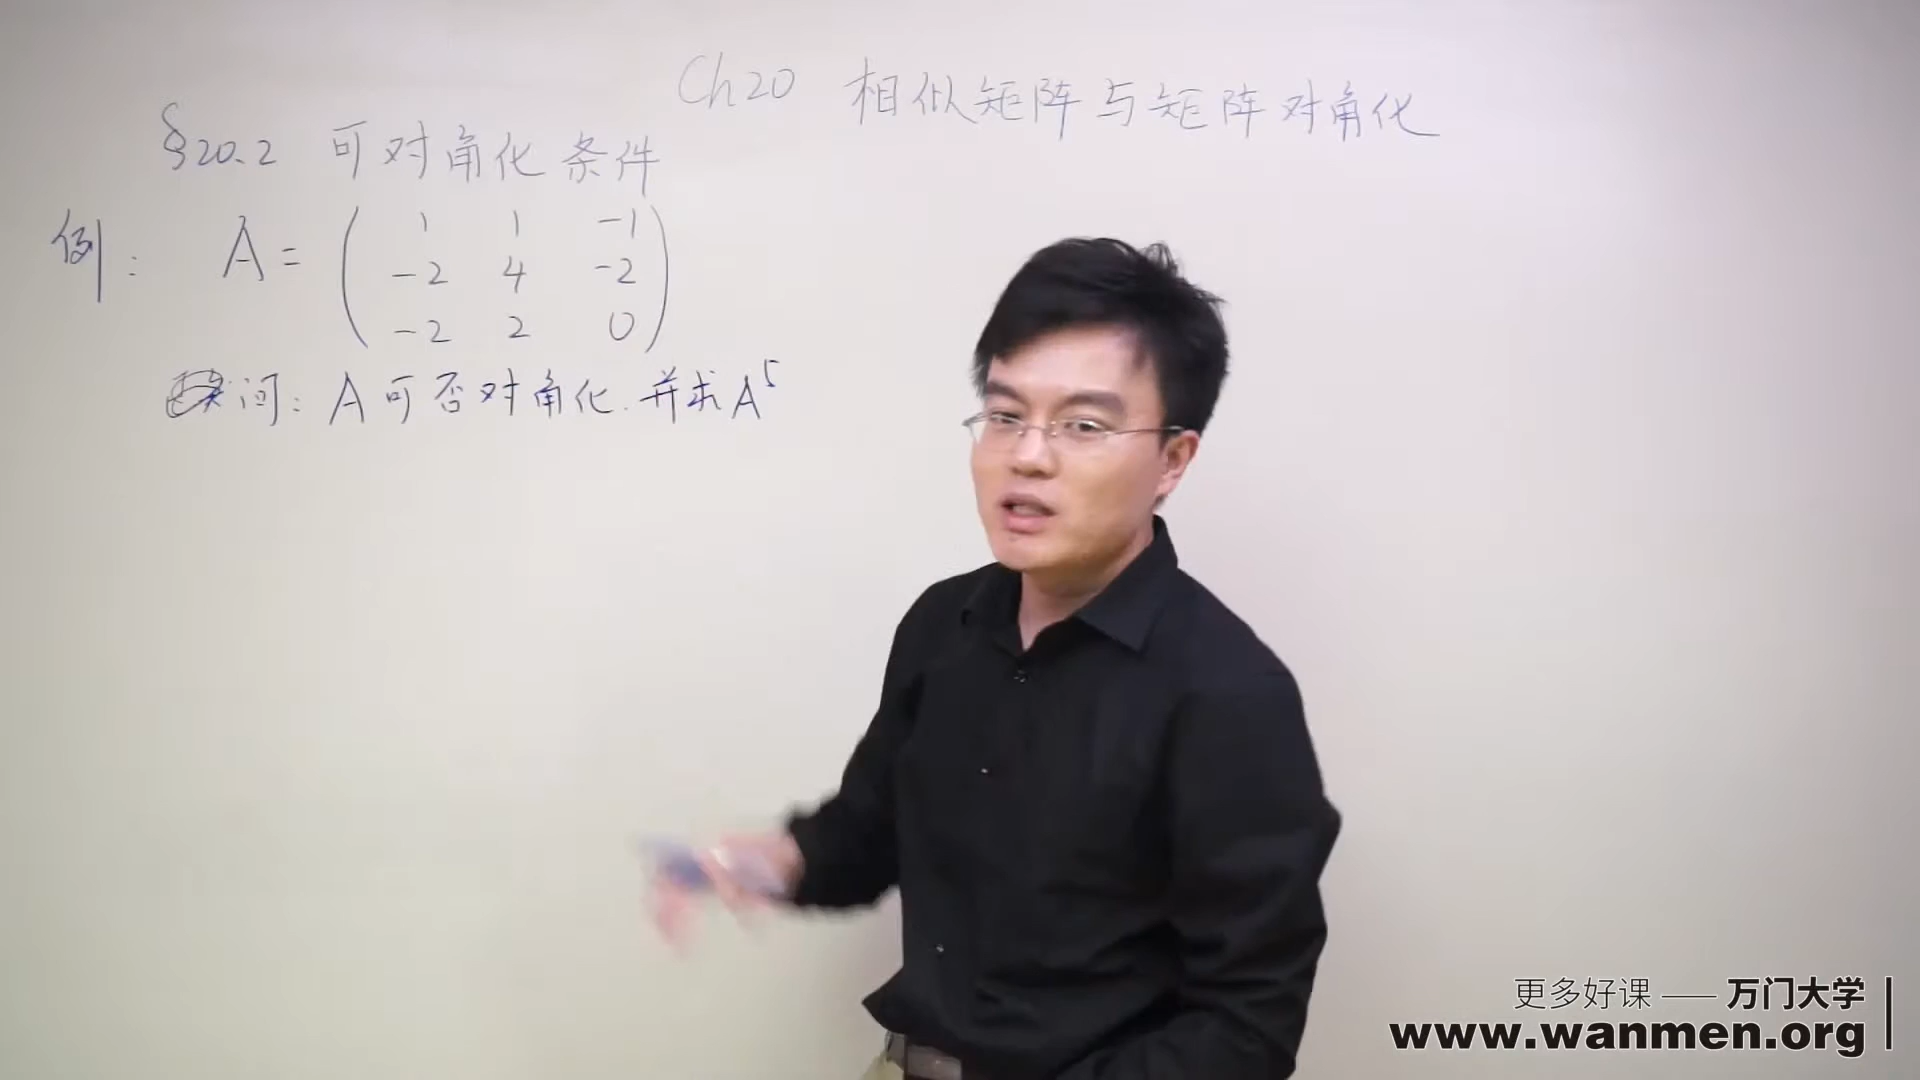 Ch20 相似矩阵与矩阵对角化
§20.2 可对角化条件
例: A = ( 1 1 -1
-2 4 -2
-2 2 0 )
问: A可否对角化. 并求A⁵
更多好课 —— 万门大学
www.wanmen.org